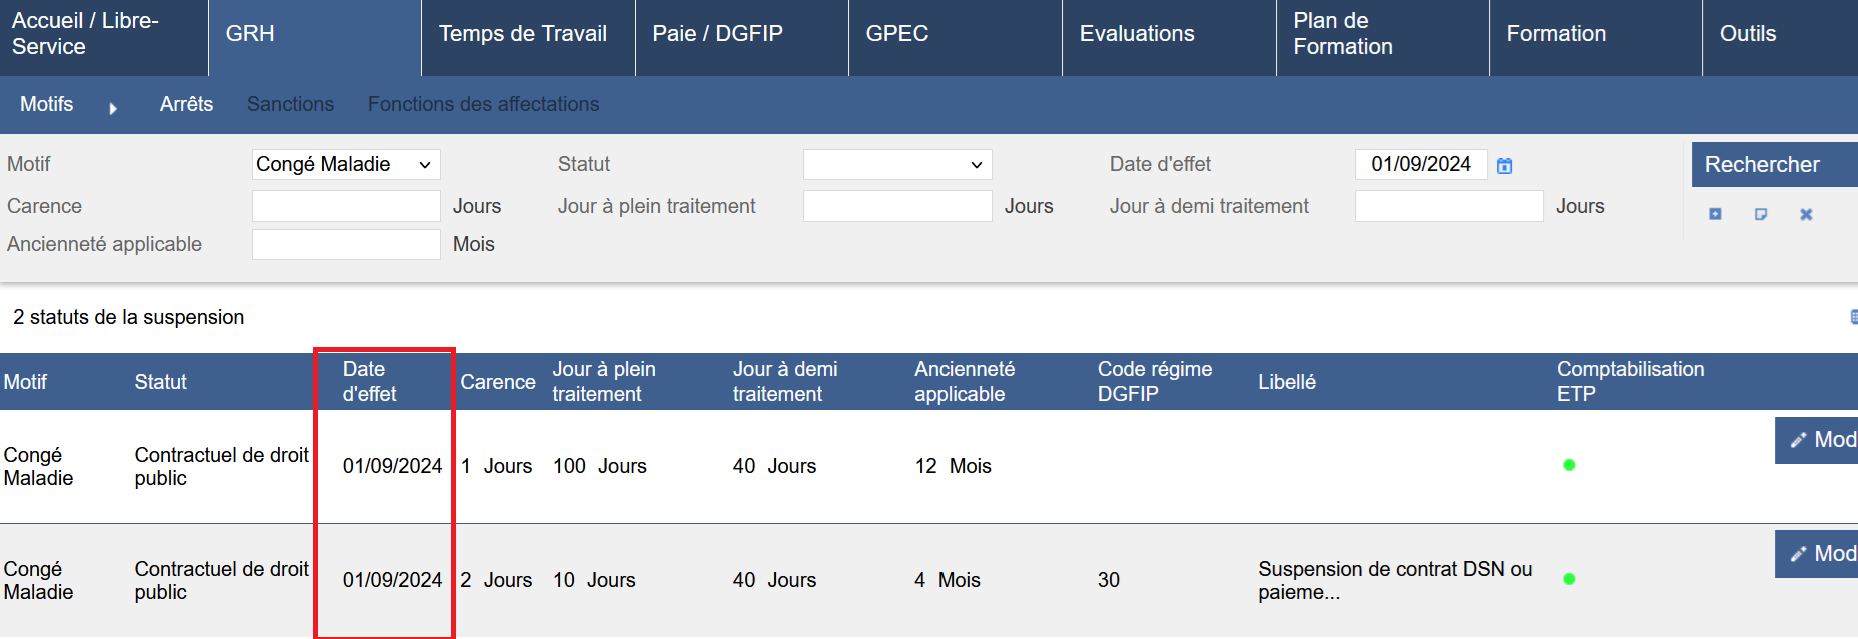 Accueil / Libre-
Service
GRH
Temps de Travail
Paie / DGFIP
GPEC
Evaluations
Plan de
Formation
Formation
Outils
Motifs
Arrêts
Sanctions
Fonctions des affectations
Motif
Congé Maladie
Statut
Date d'effet
01/09/2024
Rechercher
Carence
Jours
Jour à plein traitement
Jours
Jour à demi traitement
Jours
Ancienneté applicable
Mois
2 statuts de la suspension
Motif
Statut
Date
d'effet
Carence
Jour à plein
traitement
Jour à demi
traitement
Ancienneté
applicable
Code régime
DGFIP
Libellé
Comptabilisation
ETP
Congé
Maladie
Contractuel de droit
public
01/09/2024
1 Jours
100 Jours
40 Jours
12 Mois
Mod
Congé
Maladie
Contractuel de droit
public
01/09/2024
2 Jours
10 Jours
40 Jours
4 Mois
30
Suspension de contrat DSN ou
paieme...
Mod